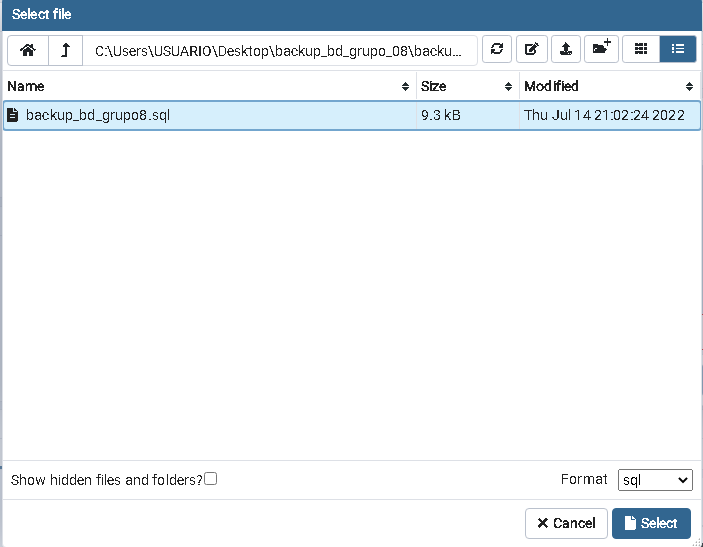 Select file
C:\Users\USUARIO\Desktop\backup_bd_grupo_08\backu...
Name Size Modified
backup_bd_grupo8.sql 9.3 kB Thu Jul 14 21:02:24 2022
Show hidden files and folders? Format sql
Cancel Select